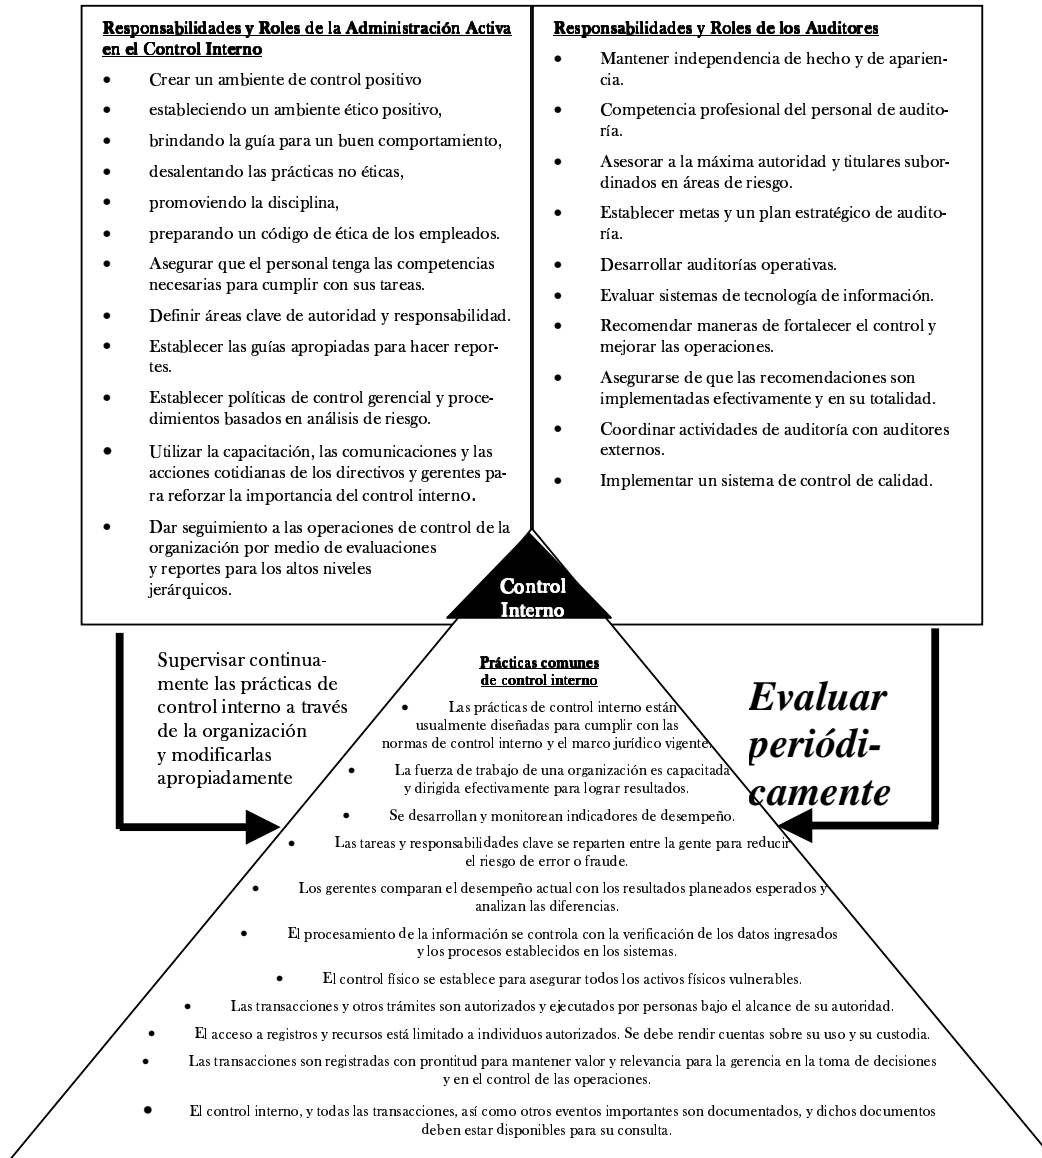 Responsabilidades y Roles de la Administración Activa
en el Control Interno
• Crear un ambiente de control positivo
• estableciendo un ambiente ético positivo,
• brindando la guía para un buen comportamiento,
• desalentando las prácticas no éticas,
• promoviendo la disciplina,
• preparando un código de ética de los empleados.
• Asegurar que el personal tenga las competencias
necesarias para cumplir con sus tareas.
• Definir áreas clave de autoridad y responsabilidad.
• Establecer las guías apropiadas para hacer repor-
tes.
• Establecer políticas de control gerencial y proce-
dimientos basados en análisis de riesgo.
• Utilizar la capacitación, las comunicaciones y las
acciones cotidianas de los directivos y gerentes pa-
ra reforzar la importancia del control interno.
• Dar seguimiento a las operaciones de control de la
organización por medio de evaluaciones
y reportes para los altos niveles
jerárquicos.
Responsabilidades y Roles de los Auditores
• Mantener independencia de hecho y de aparien-
cia.
• Competencia profesional del personal de audito-
ría.
• Asesorar a la máxima autoridad y titulares subor-
dinados en áreas de riesgo.
• Establecer metas y un plan estratégico de audito-
ría.
• Desarrollar auditorías operativas.
• Evaluar sistemas de tecnología de información.
• Recomendar maneras de fortalecer el control y
mejorar las operaciones.
• Asegurarse de que las recomendaciones son
implementadas efectivamente y en su totalidad.
• Coordinar actividades de auditoría con auditores
externos.
• Implementar un sistema de control de calidad.
Control
Interno
Supervisar continua-
mente las prácticas de
control interno a través
de la organización
y modificarlas
apropiadamente
Evaluar
periódi-
camente
Prácticas comunes
de control interno
• Las prácticas de control interno están
usualmente diseñadas para cumplir con las
normas de control interno y el marco jurídico vigente.
• La fuerza de trabajo de una organización es capacitada
y dirigida efectivamente para lograr resultados.
• Se desarrollan y monitorean indicadores de desempeño.
• Las tareas y responsabilidades clave se reparten entre la gente para reducir
el riesgo de error o fraude.
• Los gerentes comparan el desempeño actual con los resultados planeados esperados y
analizan las diferencias.
• El procesamiento de la información se controla con la verificación de los datos ingresados
y los procesos establecidos en los sistemas.
• El control físico se establece para asegurar todos los activos físicos vulnerables.
• Las transacciones y otros trámites son autorizados y ejecutados por personas bajo el alcance de su autoridad.
• El acceso a registros y recursos está limitado a individuos autorizados. Se debe rendir cuentas sobre su uso y su custodia.
• Las transacciones son registradas con prontitud para mantener valor y relevancia para la gerencia en la toma de decisiones
y en el control de las operaciones.
• El control interno, y todas las transacciones, así como otros eventos importantes son documentados, y dichos documentos
deben estar disponibles para su consulta.